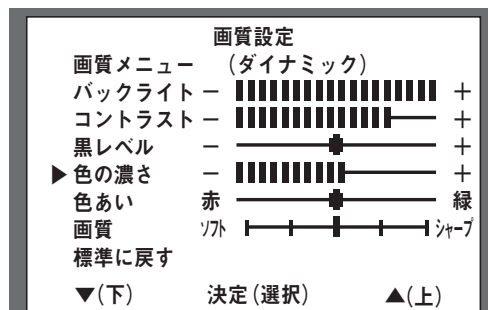 画質設定
画質メニュー (ダイナミック)
バックライト － ＋
コントラスト － ＋
黒レベル － ＋
▶色の濃さ － ＋
色あい 赤 緑
画質 ソフト シャープ
標準に戻す
▼(下) 決定(選択) ▲(上)